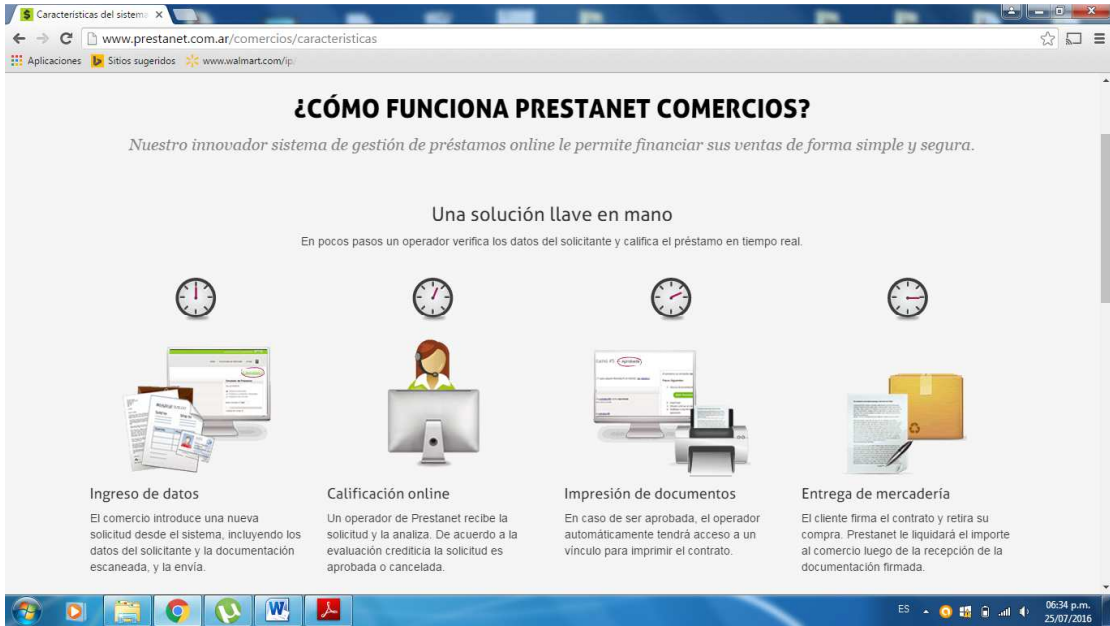 Características del sistema
www.prestanet.com.ar/comercios/caracteristicas
Aplicaciones Sitios sugeridos www.walmart.com/ip/
¿CÓMO FUNCIONA PRESTANET COMERCIOS?
Nuestro innovador sistema de gestión de préstamos online le permite financiar sus ventas de forma simple y segura.
Una solución llave en mano
En pocos pasos un operador verifica los datos del solicitante y califica el préstamo en tiempo real.
Ingreso de datos
El comercio introduce una nueva
solicitud desde el sistema, incluyendo los
datos del solicitante y la documentación
escaneada, y la envía.
Calificación online
Un operador de Prestanet recibe la
solicitud y la analiza. De acuerdo a la
evaluación crediticia la solicitud es
aprobada o cancelada.
Impresión de documentos
En caso de ser aprobada, el operador
automáticamente tendrá acceso a un
vínculo para imprimir el contrato.
Entrega de mercadería
El cliente firma el contrato y retira su
compra. Prestanet le liquidará el importe
al comercio luego de la recepción de la
documentación firmada.
ES
06:34 p.m.
25/07/2016